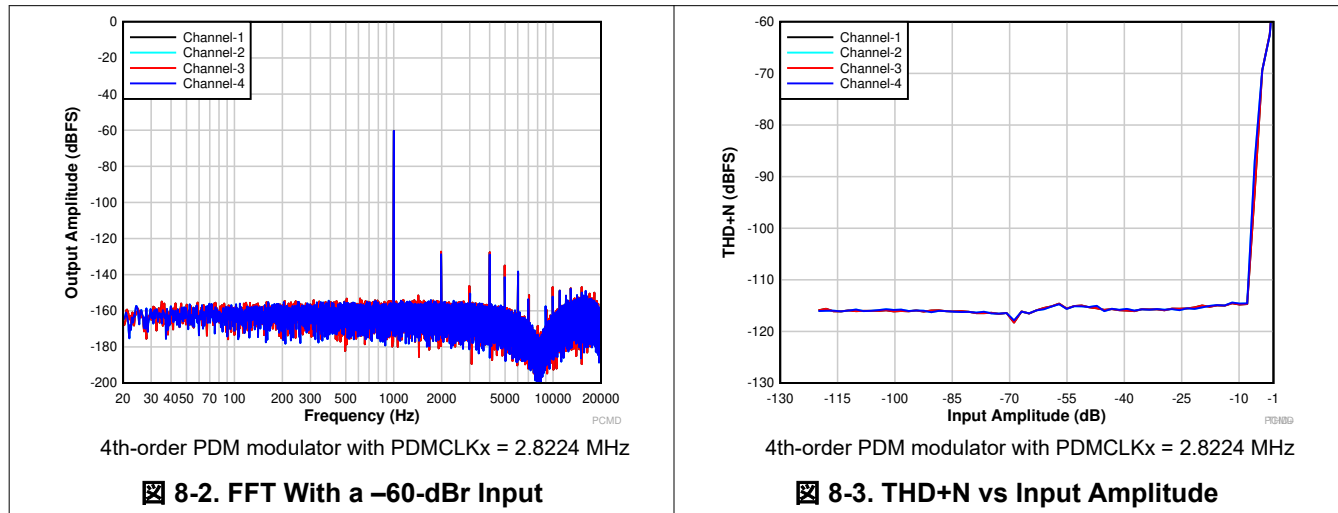 0
-20
-40
-60
-80
-100
-120
-140
-160
-180
-200
Output Amplitude (dBFS)
Channel-1
Channel-2
Channel-3
Channel-4
20 30 4050 70 100 200 300 500 1000 2000 5000 10000 20000
Frequency (Hz)
PCMD
4th-order PDM modulator with PDMCLKx = 2.8224 MHz
図 8-2. FFT With a –60-dBr Input
-60
-70
-80
-90
-100
-110
-120
-130
THD+N (dBFS)
Channel-1
Channel-2
Channel-3
Channel-4
-130 -115 -100 -85 -70 -55 -40 -25 -10 -1
Input Amplitude (dB)
4th-order PDM modulator with PDMCLKx = 2.8224 MHz
図 8-3. THD+N vs Input Amplitude